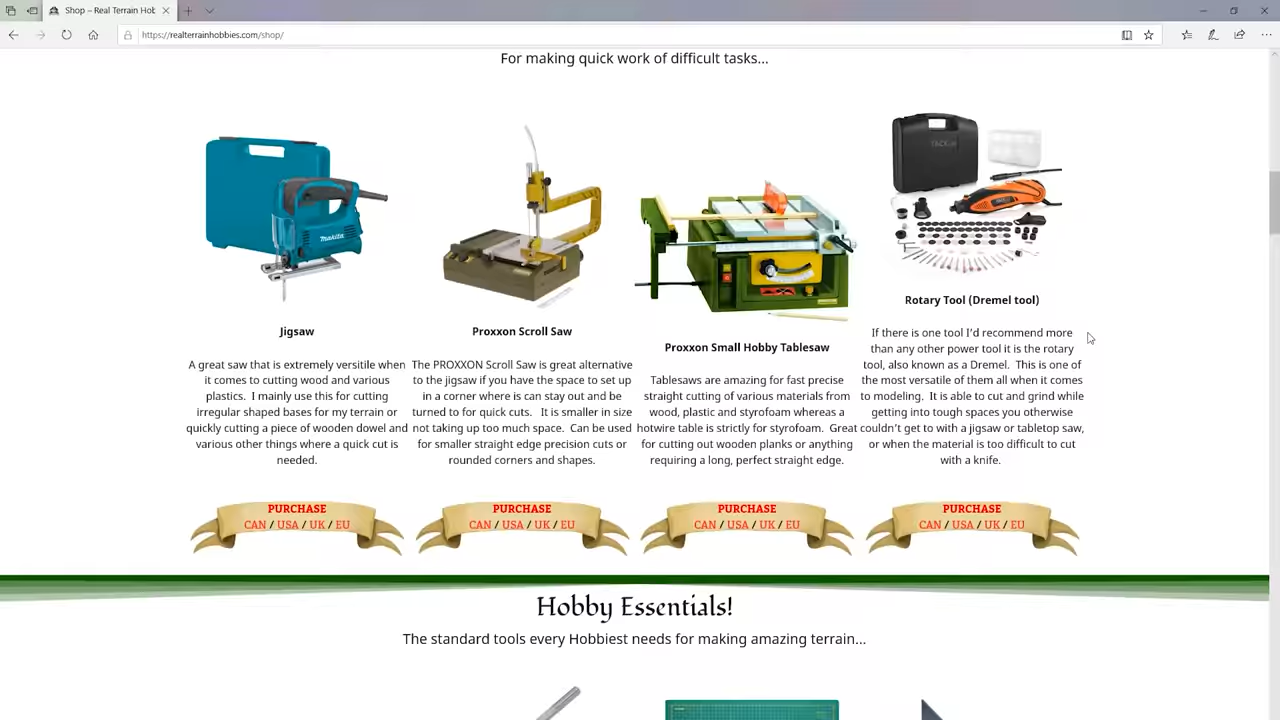 Shop – Real Terrain Hob
https://realterrainhobbies.com/shop/
For making quick work of difficult tasks...
makita
Jigsaw
A great saw that is extremely versitile when
it comes to cutting wood and various
plastics. I mainly use this for cutting
irregular shaped bases for my terrain or
quickly cutting a piece of wooden dowel and
various other things where a quick cut is
needed.
PURCHASE
CAN / USA / UK / EU
Proxxon Scroll Saw
The PROXXON Scroll Saw is great alternative
to the jigsaw if you have the space to set up
in a corner where is can stay out and be
turned to for quick cuts. It is smaller in size
not taking up too much space. Can be used
for smaller straight edge precision cuts or
rounded corners and shapes.
PURCHASE
CAN / USA / UK / EU
Proxxon Small Hobby Tablesaw
Tablesaws are amazing for fast precise
straight cutting of various materials from
wood, plastic and styrofoam whereas a
hotwire table is strictly for styrofoam. Great
for cutting out wooden planks or anything
requiring a long, perfect straight edge.
PURCHASE
CAN / USA / UK / EU
Rotary Tool (Dremel tool)
If there is one tool I'd recommend more
than any other power tool it is the rotary
tool, also known as a Dremel. This is one of
the most versatile of them all when it comes
to modeling. It is able to cut and grind while
getting into tough spaces you otherwise
couldn't get to with a jigsaw or tabletop saw,
or when the material is too difficult to cut
with a knife.
PURCHASE
CAN / USA / UK / EU
Hobby Essentials!
The standard tools every Hobbiest needs for making amazing terrain...